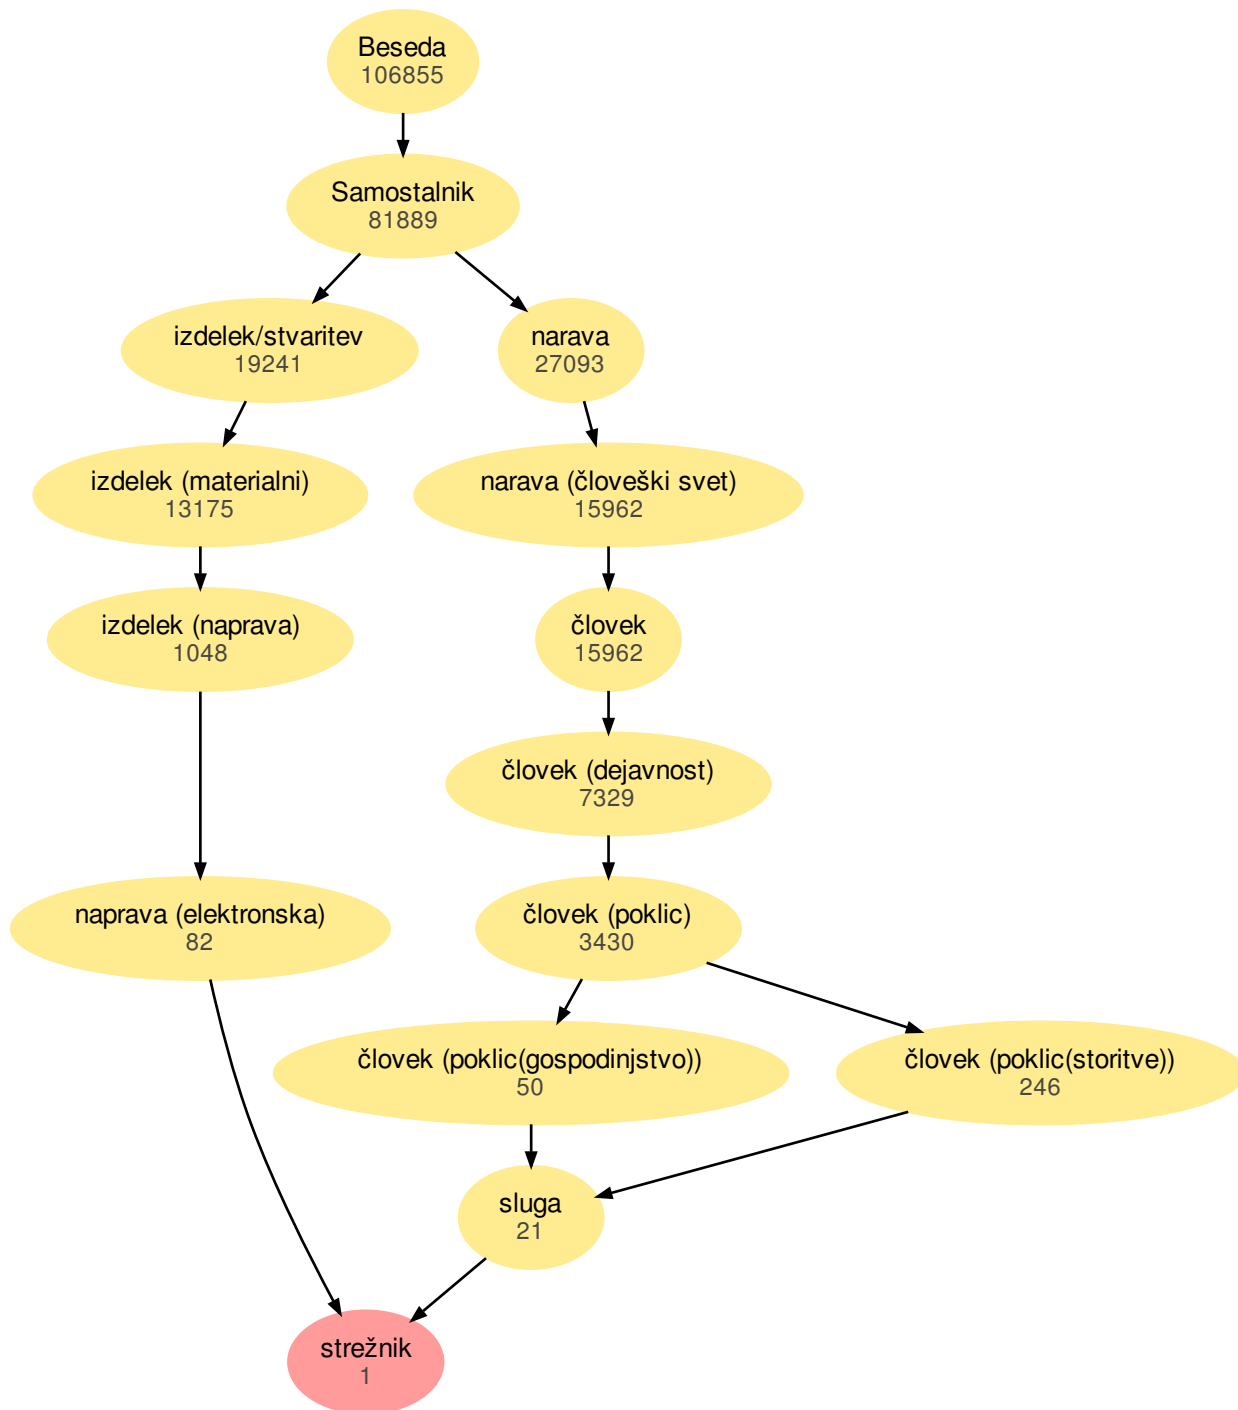 Beseda
106855
Samostalnik
81889
izdelek/stvaritev
19241
narava
27093
izdelek (materialni)
13175
narava (človeški svet)
15962
izdelek (naprava)
1048
človek
15962
človek (dejavnost)
7329
naprava (elektronska)
82
človek (poklic)
3430
človek (poklic(gospodinjstvo))
50
človek (poklic(storitve))
246
sluga
21
strežnik
1